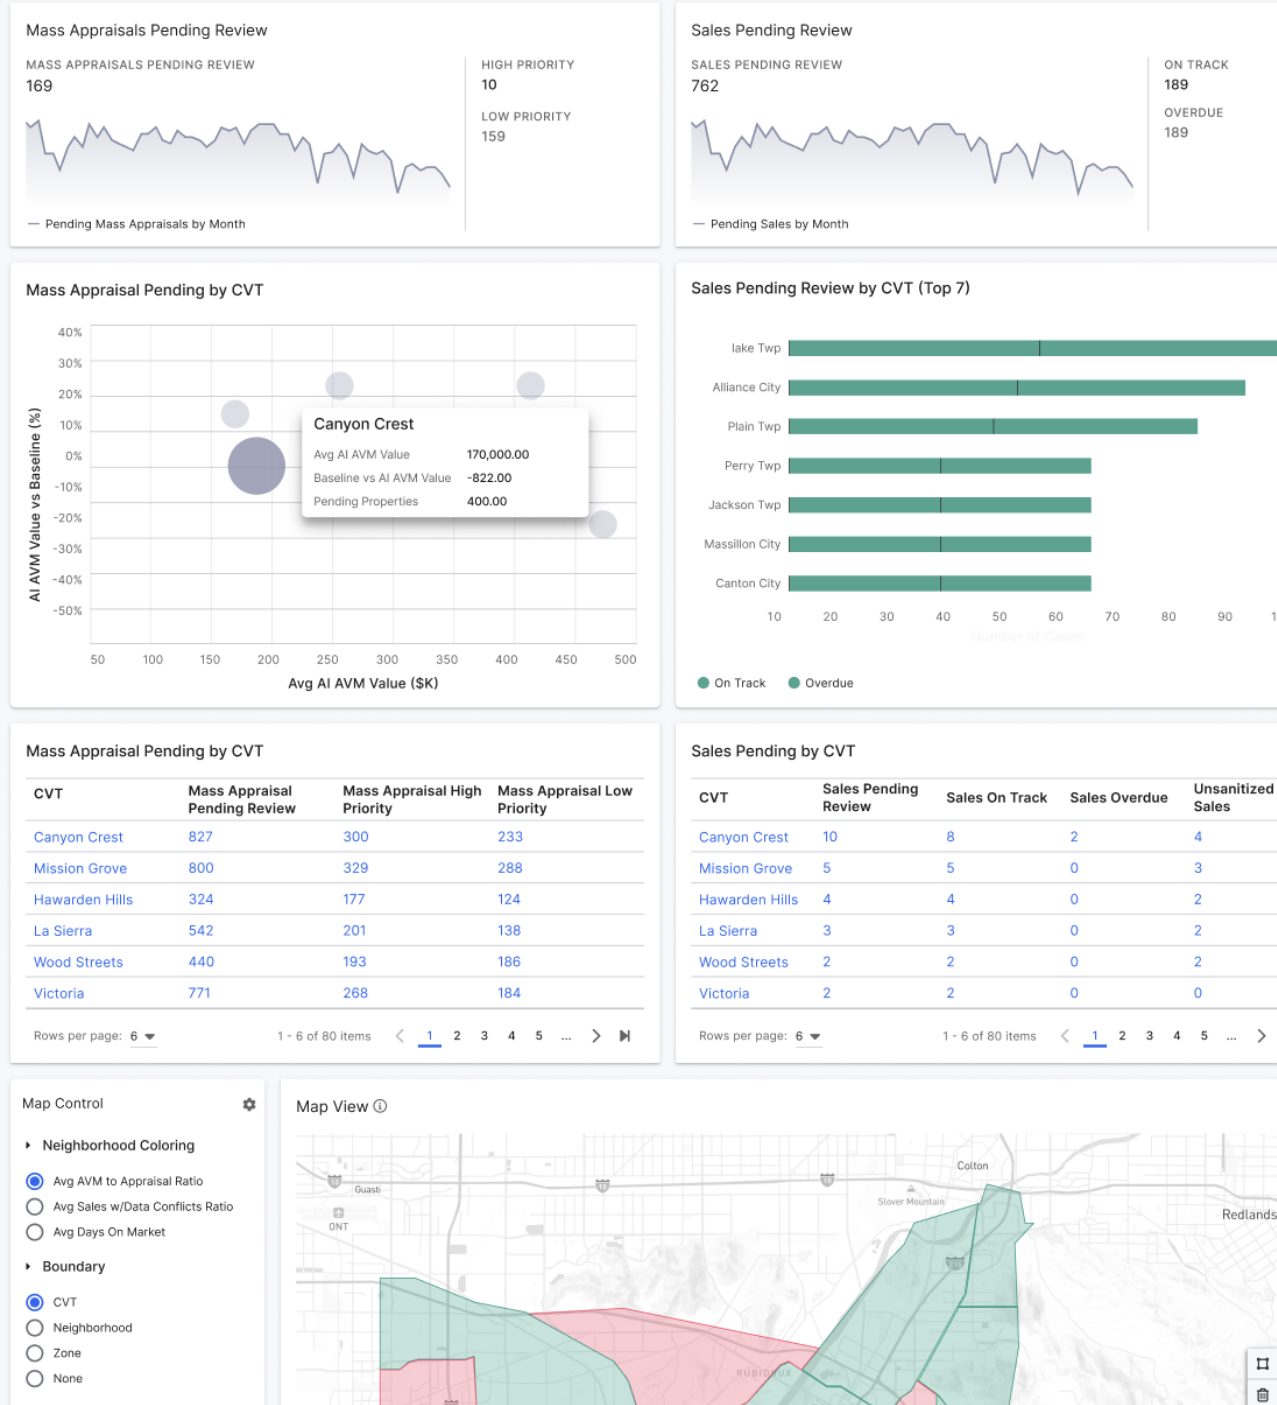 Mass Appraisals Pending Review
MASS APPRAISALS PENDING REVIEW
169
HIGH PRIORITY
10
LOW PRIORITY
159
Pending Mass Appraisals by Month
Sales Pending Review
SALES PENDING REVIEW
762
ON TRACK
189
OVERDUE
189
Pending Sales by Month
Mass Appraisal Pending by CVT
AI AVM Value vs Baseline (%)
40%
30%
20%
10%
0%
-10%
-20%
-30%
-40%
-50%
Canyon Crest
Avg AI AVM Value 170,000.00
Baseline vs AI AVM Value -822.00
Pending Properties 400.00
50 100 150 200 250 300 350 400 450 500
Avg AI AVM Value ($K)
Sales Pending Review by CVT (Top 7)
lake Twp
Alliance City
Plain Twp
Perry Twp
Jackson Twp
Massillon City
Canton City
10 20 30 40 50 60 70 80 90 1
Number of Cases
On Track Overdue
Mass Appraisal Pending by CVT
CVT Mass Appraisal Pending Review Mass Appraisal High Priority Mass Appraisal Low Priority
Canyon Crest 827 300 233
Mission Grove 800 329 288
Hawarden Hills 324 177 124
La Sierra 542 201 138
Wood Streets 440 193 186
Victoria 771 268 184
Rows per page: 6 1 - 6 of 80 items 1 2 3 4 5 ...
Sales Pending by CVT
CVT Sales Pending Review Sales On Track Sales Overdue Unsanitized Sales
Canyon Crest 10 8 2 4
Mission Grove 5 5 0 3
Hawarden Hills 4 4 0 2
La Sierra 3 3 0 2
Wood Streets 2 2 0 2
Victoria 2 2 0 0
Rows per page: 6 1 - 6 of 80 items 1 2 3 4 5 ...
Map Control
Neighborhood Coloring
Avg AVM to Appraisal Ratio
Avg Sales w/Data Conflicts Ratio
Avg Days On Market
Boundary
CVT
Neighborhood
Zone
None
Map View
Colton
Guasti
Slover Mountain
ONT
Redlands
RUBIDOUX